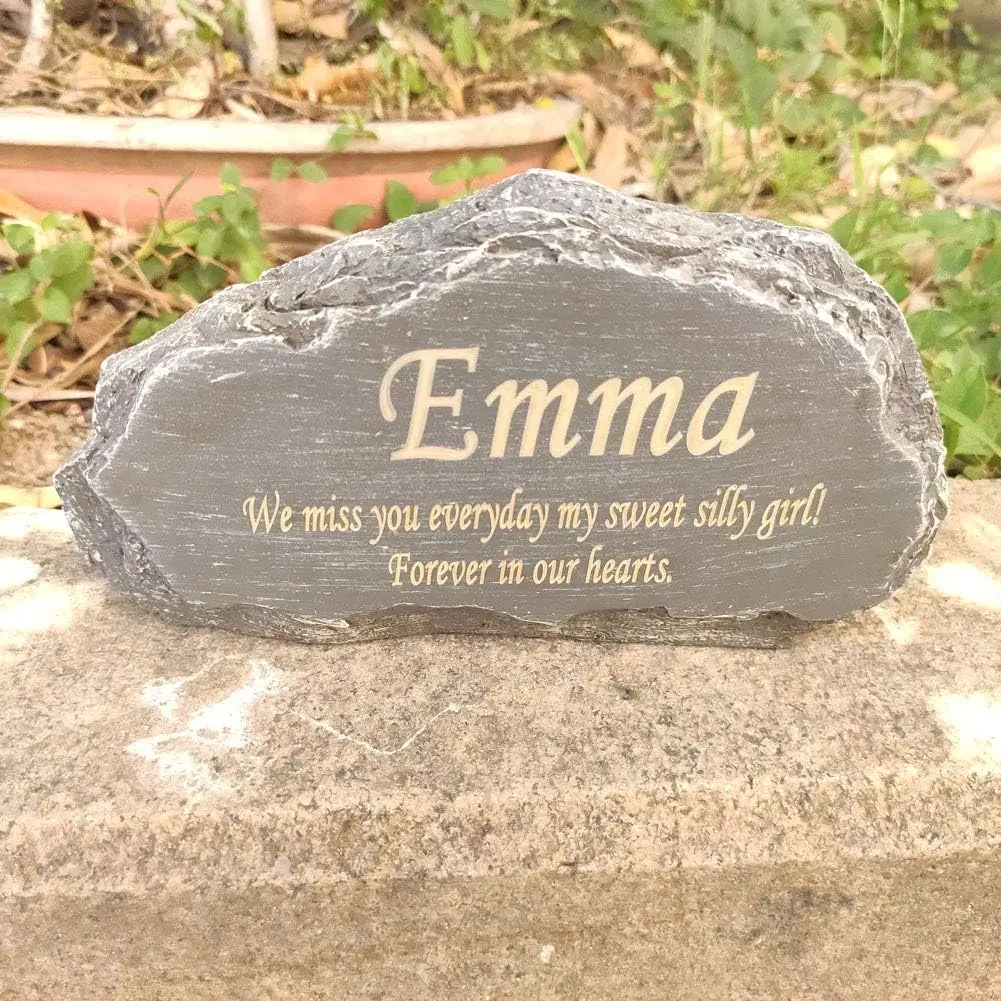 Emma
We miss you everyday my sweet silly girl!
Forever in our hearts.